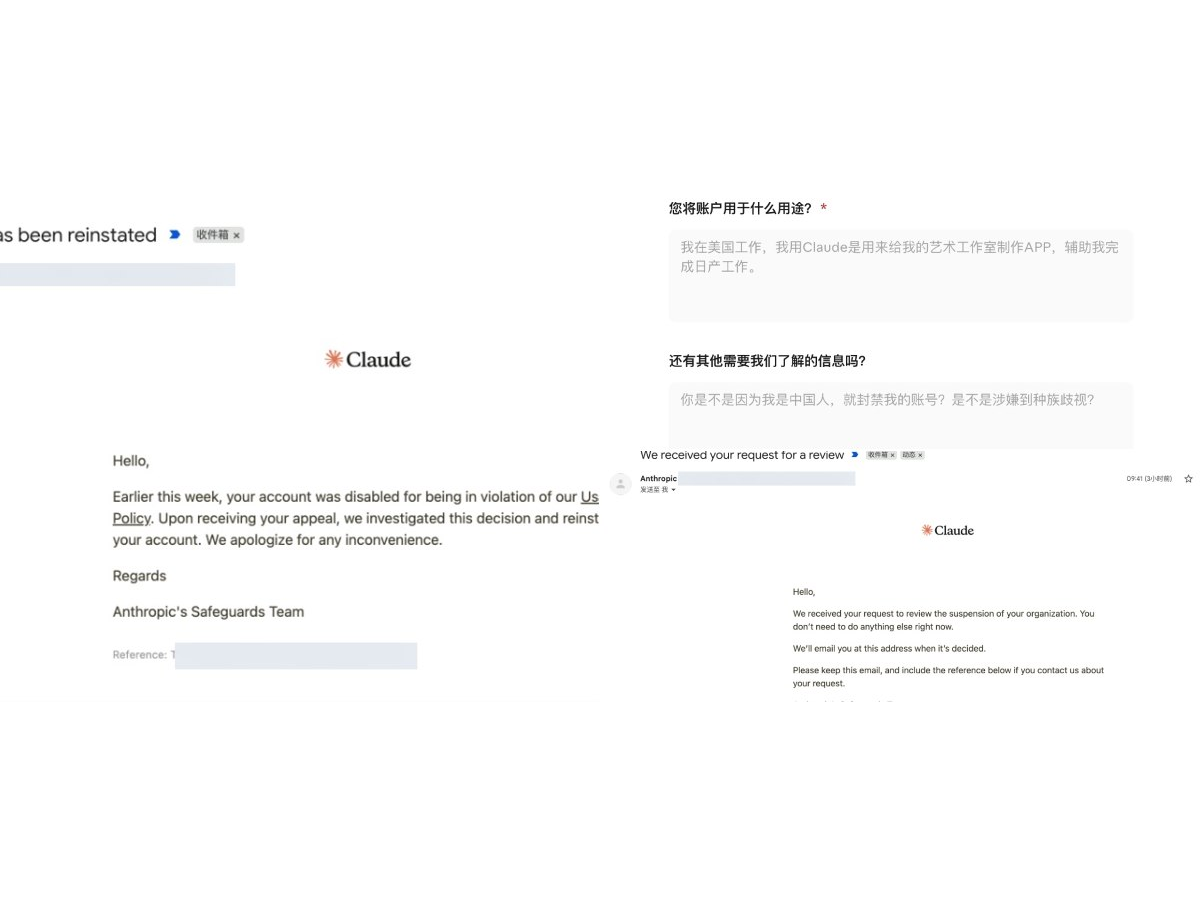 as been reinstated
收件箱 ×
Claude
Hello,
Earlier this week, your account was disabled for being in violation of our Us
Policy. Upon receiving your appeal, we investigated this decision and reinst
your account. We apologize for any inconvenience.
Regards
Anthropic's Safeguards Team
Reference: T
您将账户用于什么用途? *
我在美国工作，我用Claude是用来给我的艺术工作室制作APP，辅助我完
成日产工作。
还有其他需要我们了解的信息吗?
你是不是因为我是中国人，就封禁我的账号？是不是涉嫌到种族歧视?
We received your request for a review
收件箱 × 动态 ×
Anthropic
09:41 (3小时前)
发送至 我
Claude
Hello,
We received your request to review the suspension of your organization. You
don't need to do anything else right now.
We'll email you at this address when it's decided.
Please keep this email, and include the reference below if you contact us about
your request.